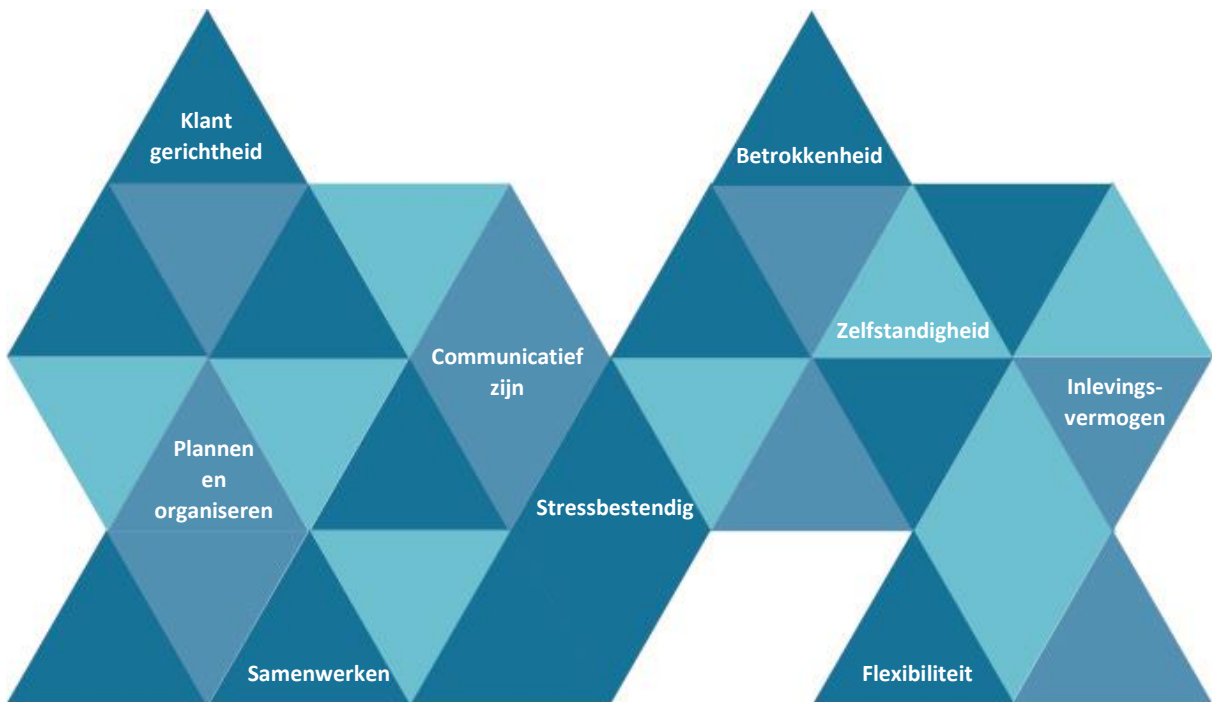 Klant
gerichtheid
Betrokkenheid
Zelfstandigheid
Communicatief
zijn
Inlevings-
vermogen
Plannen
en
organiseren
Stressbestendig
Samenwerken
Flexibiliteit